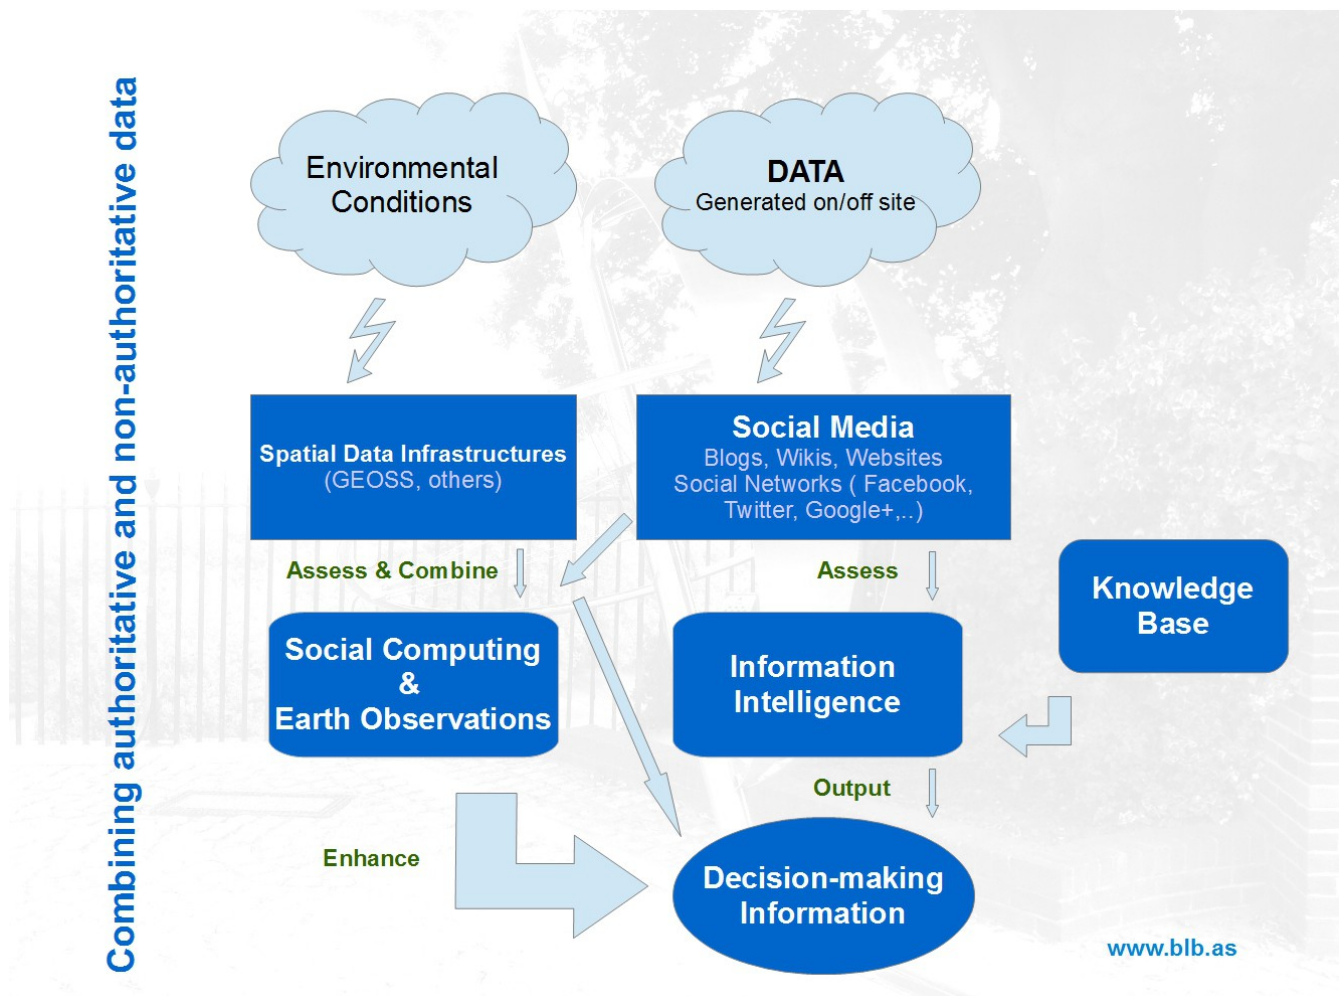 Combining authoritative and non-authoritative data
Environmental
Conditions
DATA
Generated on/off site
Spatial Data Infrastructures
(GEOSS, others)
Social Media
Blogs, Wikis, Websites
Social Networks ( Facebook,
Twitter, Google+,..)
Assess & Combine
Assess
Knowledge
Base
Social Computing
&
Earth Observations
Information
Intelligence
Output
Enhance
Decision-making
Information
www.blb.as